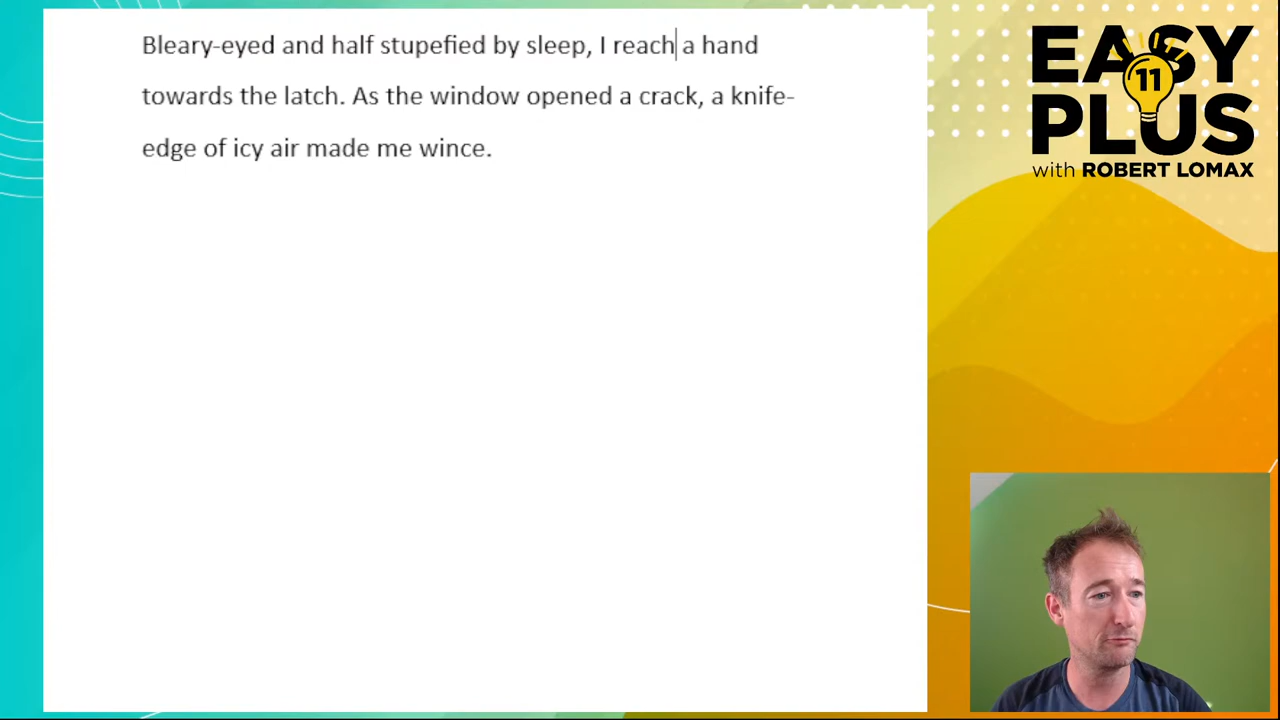 Bleary-eyed and half stupefied by sleep, I reach a hand
towards the latch. As the window opened a crack, a knife-
edge of icy air made me wince.
EASY
11
PLUS
with ROBERT LOMAX